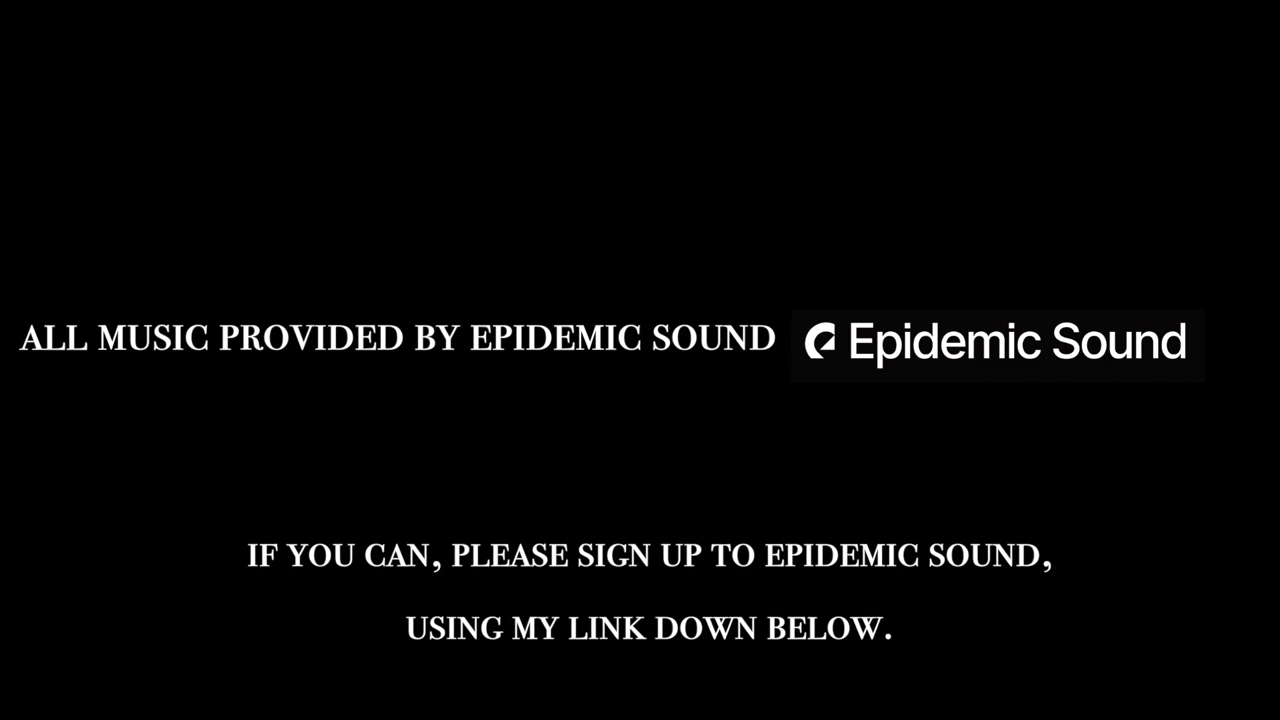 ALL MUSIC PROVIDED BY EPIDEMIC SOUND Epidemic Sound
IF YOU CAN, PLEASE SIGN UP TO EPIDEMIC SOUND,
USING MY LINK DOWN BELOW.